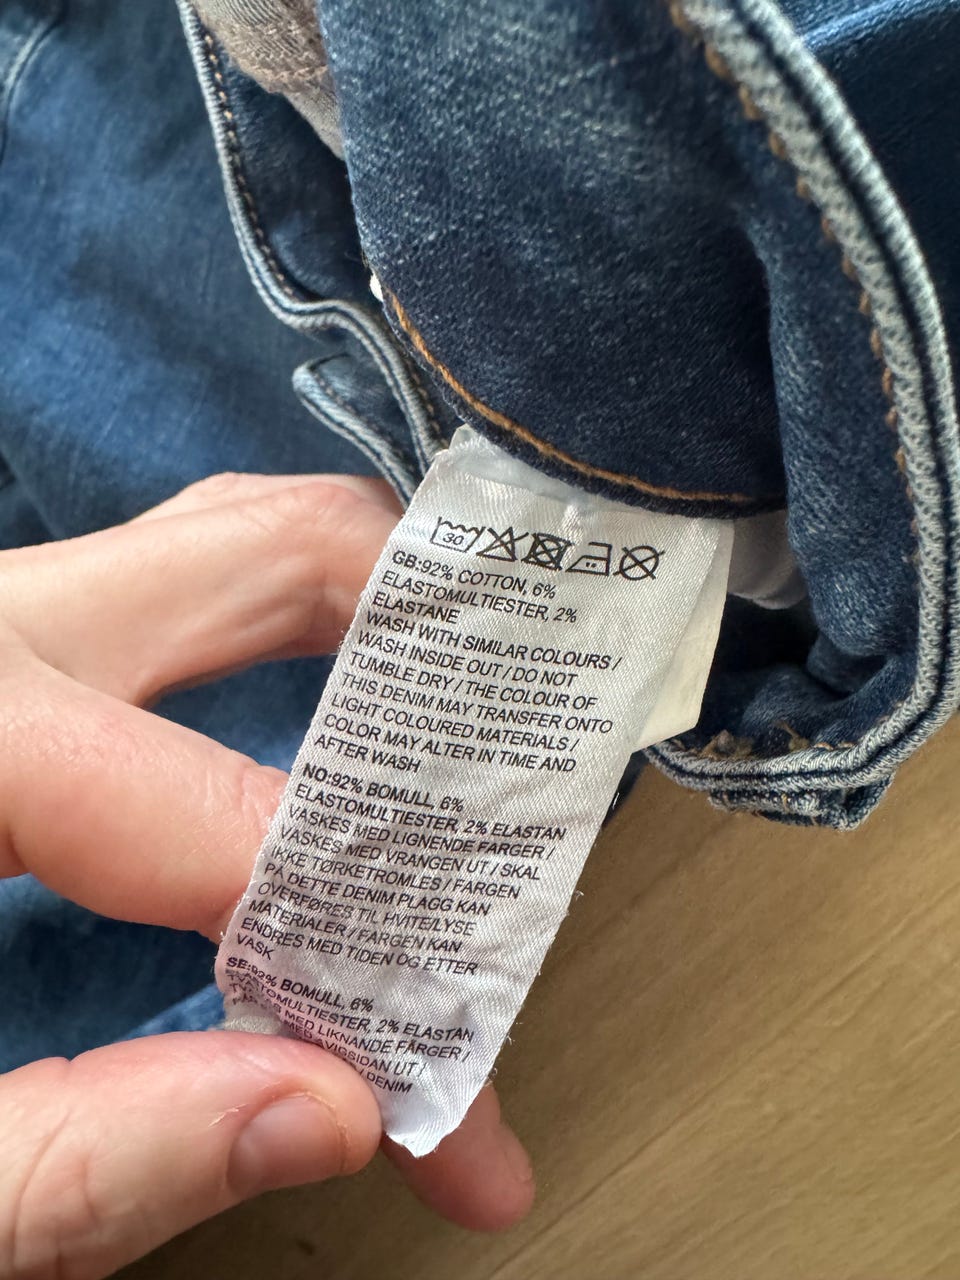 30
GB:92% COTTON, 6%
ELASTOMULTIESTER, 2%
ELASTANE
WASH WITH SIMILAR COLOURS /
WASH INSIDE OUT / DO NOT
TUMBLE DRY / THE COLOUR OF
THIS DENIM MAY TRANSFER ONTO
LIGHT COLOURED MATERIALS /
COLOR MAY ALTER IN TIME AND
AFTER WASH
NO:92% BOMULL, 6%
ELASTOMULTIESTER, 2% ELASTAN
VASKES MED LIGNENDE FARGER /
VASKES MED VRANGEN UT / SKAL
IKKE TØRKETROMLES / FARGEN
PÅ DETTE DENIM PLAGG KAN
OVERFØRES TIL HVITE/LYSE
MATERIALER / FARGEN KAN
ENDRES MED TIDEN OG ETTER
VASK
SE:92% BOMULL, 6%
ELASTOMULTIESTER, 2% ELASTAN
MED LIKNANDE FÄRGER /
AVIGSIDAN UT /
/ DENIM